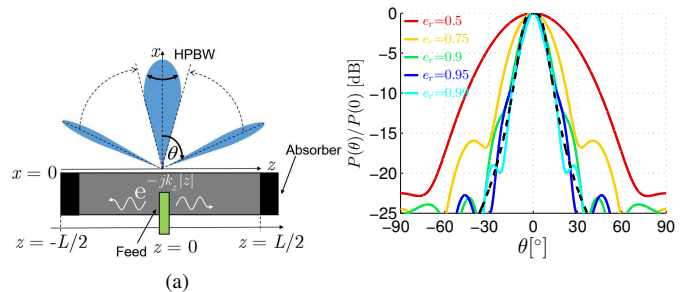 x
HPBW
θ
Absorber
x = 0
z
e^{-jk_z|z|}
z = -L/2
Feed
z = 0
z = L/2
(a)
P(θ)/P(0) [dB]
0
−5
−10
−15
−20
−25
e_r=0.5
e_r=0.75
e_r=0.9
e_r=0.95
e_r=0.99
−90 −60 −30 0 30 60 90
θ[°]